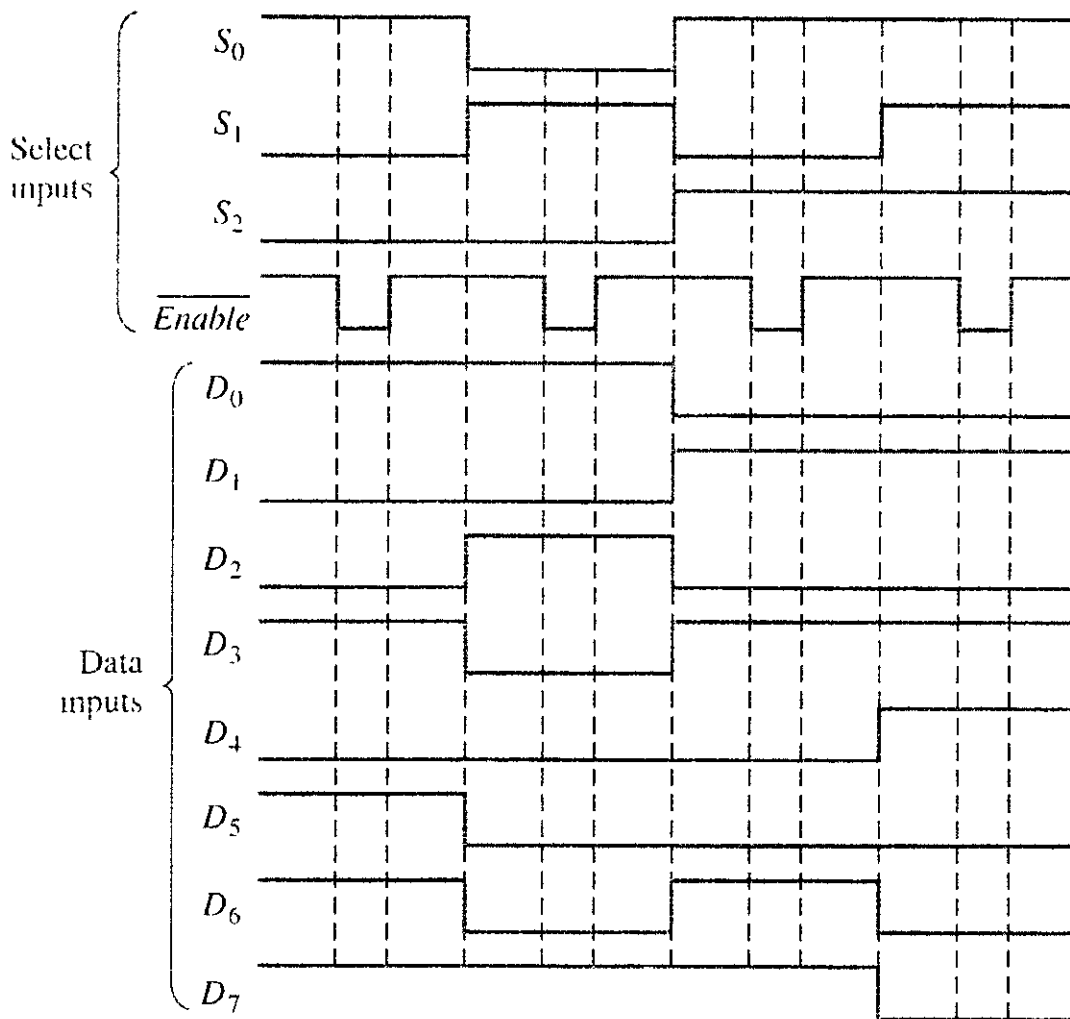 S₀
S₁
Select
inputs
S₂
Enable
D₀
D₁
D₂
D₃
Data
inputs
D₄
D₅
D₆
D₇